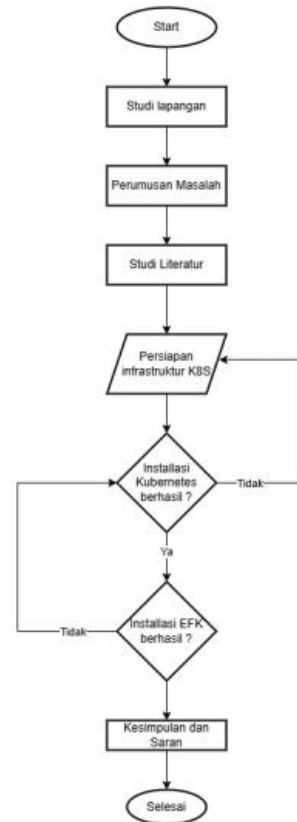 Start
Studi lapangan
Perumusan Masalah
Studi Literatur
Persiapan
infrastruktur K8S
Installasi
Kubernetes
berhasil ?
Tidak
Ya
Installasi EFK
berhasil ?
Tidak
Kesimpulan dan
Saran
Selesai